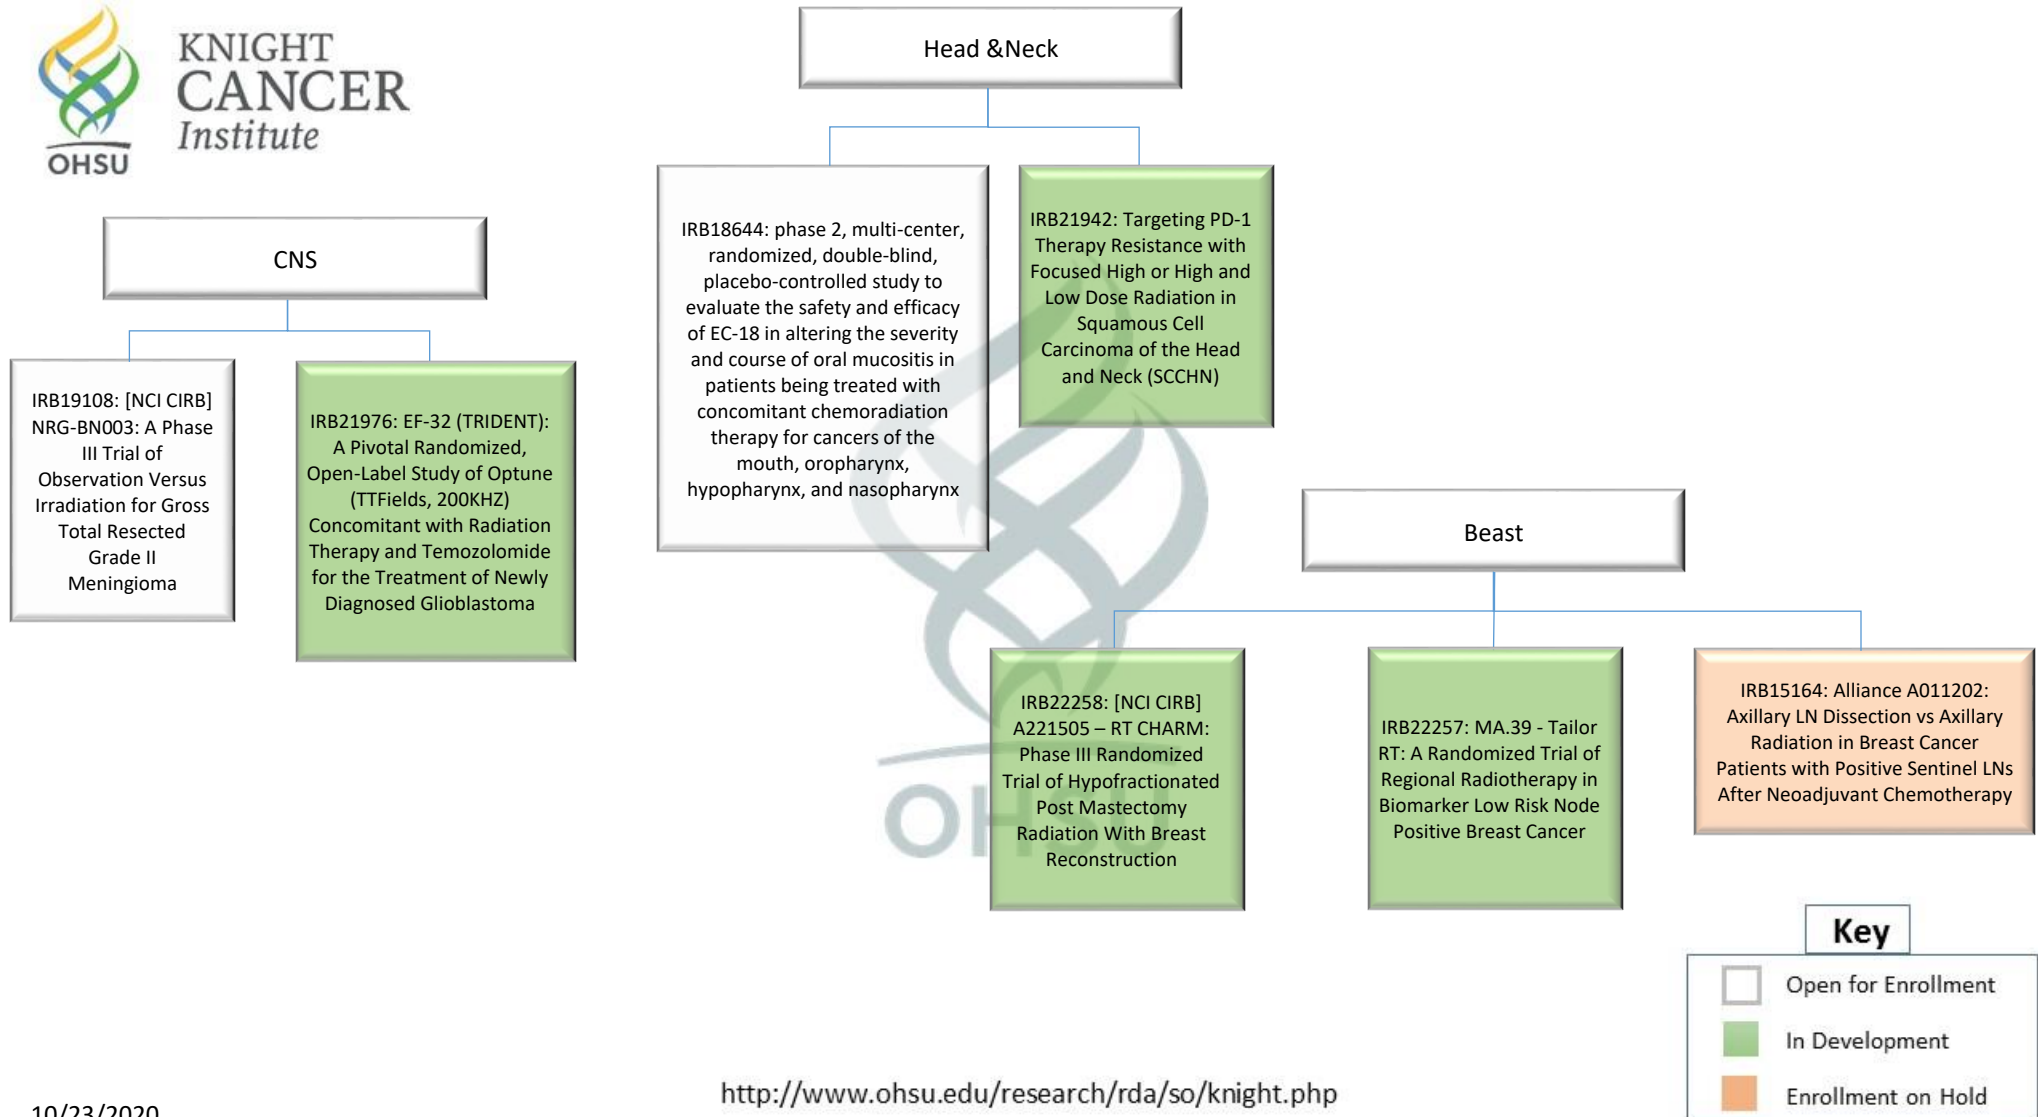 KNIGHT
CANCER
Institute
OHSU
Head &Neck
IRB18644: phase 2, multi-center,
randomized, double-blind,
placebo-controlled study to
evaluate the safety and efficacy
of EC-18 in altering the severity
and course of oral mucositis in
patients being treated with
concomitant chemoradiation
therapy for cancers of the
mouth, oropharynx,
hypopharynx, and nasopharynx
IRB21942: Targeting PD-1
Therapy Resistance with
Focused High or High and
Low Dose Radiation in
Squamous Cell
Carcinoma of the Head
and Neck (SCCHN)
CNS
IRB19108: [NCI CIRB]
NRG-BN003: A Phase
III Trial of
Observation Versus
Irradiation for Gross
Total Resected
Grade II
Meningioma
IRB21976: EF-32 (TRIDENT):
A Pivotal Randomized,
Open-Label Study of Optune
(TTFields, 200KHZ)
Concomitant with Radiation
Therapy and Temozolomide
for the Treatment of Newly
Diagnosed Glioblastoma
Beast
IRB22258: [NCI CIRB]
A221505 – RT CHARM:
Phase III Randomized
Trial of Hypofractionated
Post Mastectomy
Radiation With Breast
Reconstruction
IRB22257: MA.39 - Tailor
RT: A Randomized Trial of
Regional Radiotherapy in
Biomarker Low Risk Node
Positive Breast Cancer
IRB15164: Alliance A011202:
Axillary LN Dissection vs Axillary
Radiation in Breast Cancer
Patients with Positive Sentinel LNs
After Neoadjuvant Chemotherapy
OHSU
Key
Open for Enrollment
In Development
Enrollment on Hold
http://www.ohsu.edu/research/rda/so/knight.php
10/23/2020